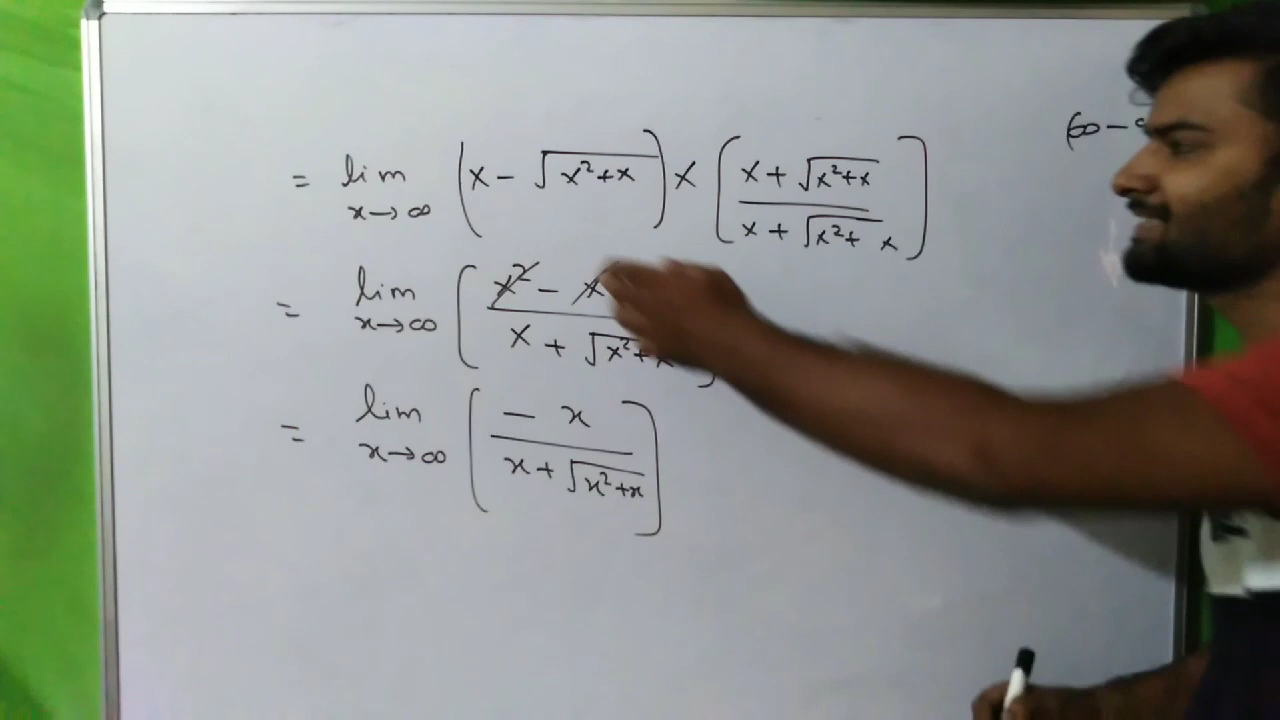 = lim x→∞ (x - √(x²+x)) × [(x + √(x²+x)) / (x + √(x²+x))]
(∞ -
= lim x→∞ (x² - x / (x + √(x²+x
= lim x→∞ [- x / (x + √(x²+x))]